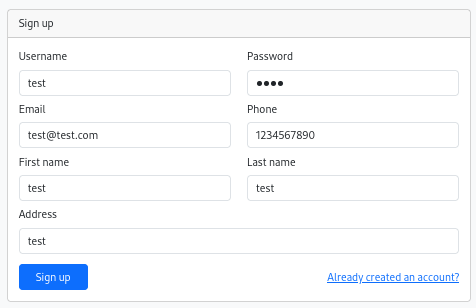 Sign up
Username Password
test ●●●●
Email Phone
test@test.com 1234567890
First name Last name
test test
Address
test
Sign up Already created an account?